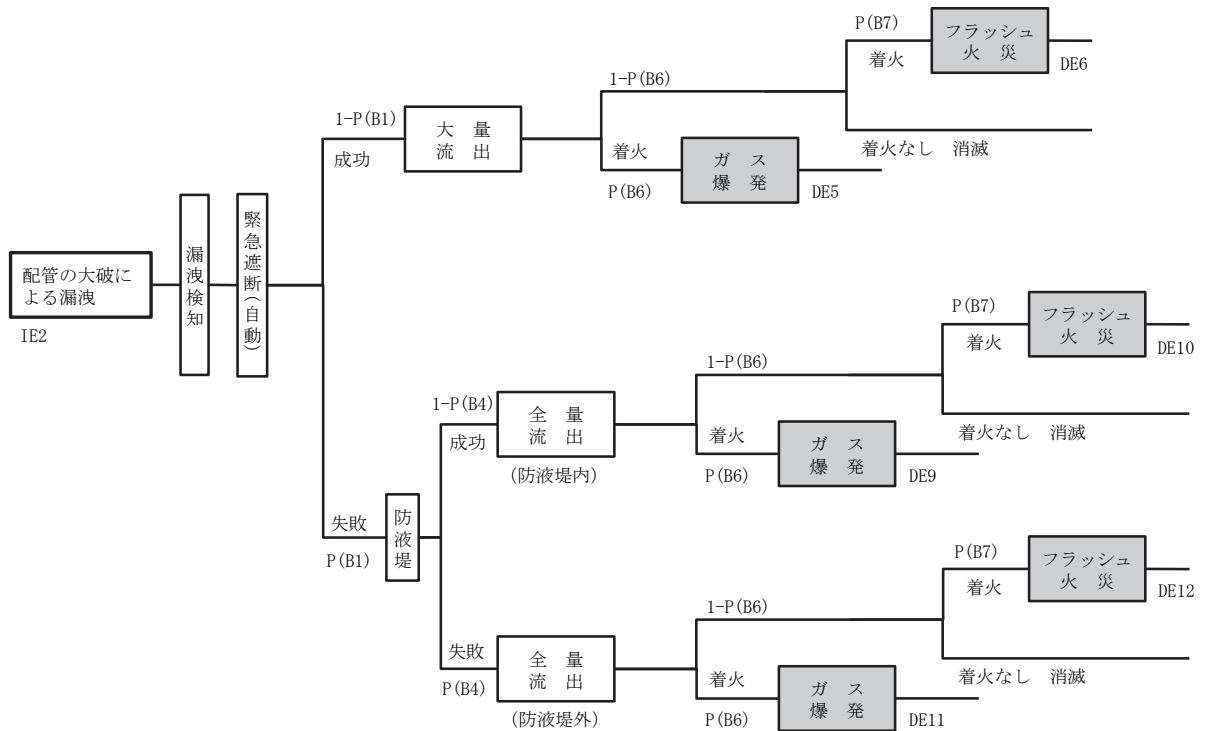 P(B7)
フラッシュ
火 災
着火
DE6
1-P(B6)
1-P(B1)
大 量
流 出
成功
着火
P(B6)
ガ ス
爆 発
DE5
着火なし 消滅
配管の大破に
よる漏洩
IE2
漏洩検知
緊急遮断(自動)
P(B7)
フラッシュ
火 災
着火
DE10
1-P(B6)
1-P(B4)
全 量
流 出
成功
(防液堤内)
着火
P(B6)
ガ ス
爆 発
DE9
着火なし 消滅
失敗
P(B1)
防液堤
P(B7)
フラッシュ
火 災
着火
DE12
1-P(B6)
失敗
P(B4)
全 量
流 出
(防液堤外)
着火
P(B6)
ガ ス
爆 発
DE11
着火なし 消滅